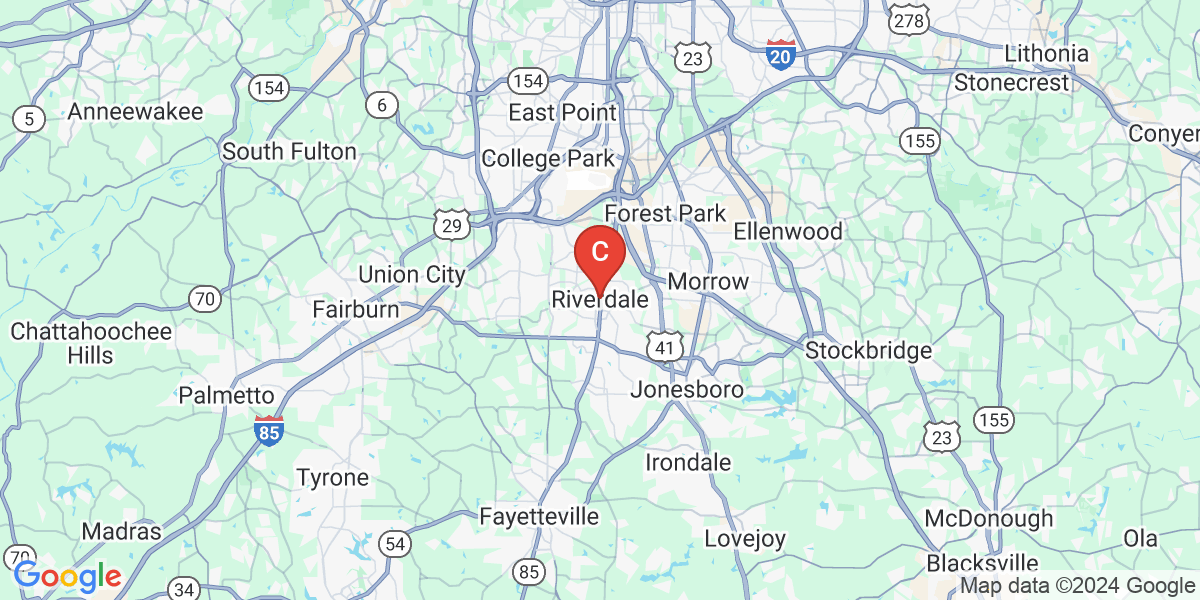 278
23
20
Lithonia
154
Stonecrest
154
6
Anneewakee
East Point
5
Conyer
155
South Fulton
College Park
29
Forest Park
Ellenwood
C
Union City
Morrow
70
Riverdale
Fairburn
Chattahoochee
Hills
41
Stockbridge
Palmetto
Jonesboro
85
155
23
Irondale
Tyrone
Fayetteville
McDonough
Madras
Lovejoy
Ola
54
70
Blacksville
85
34
Google
Map data ©2024 Google